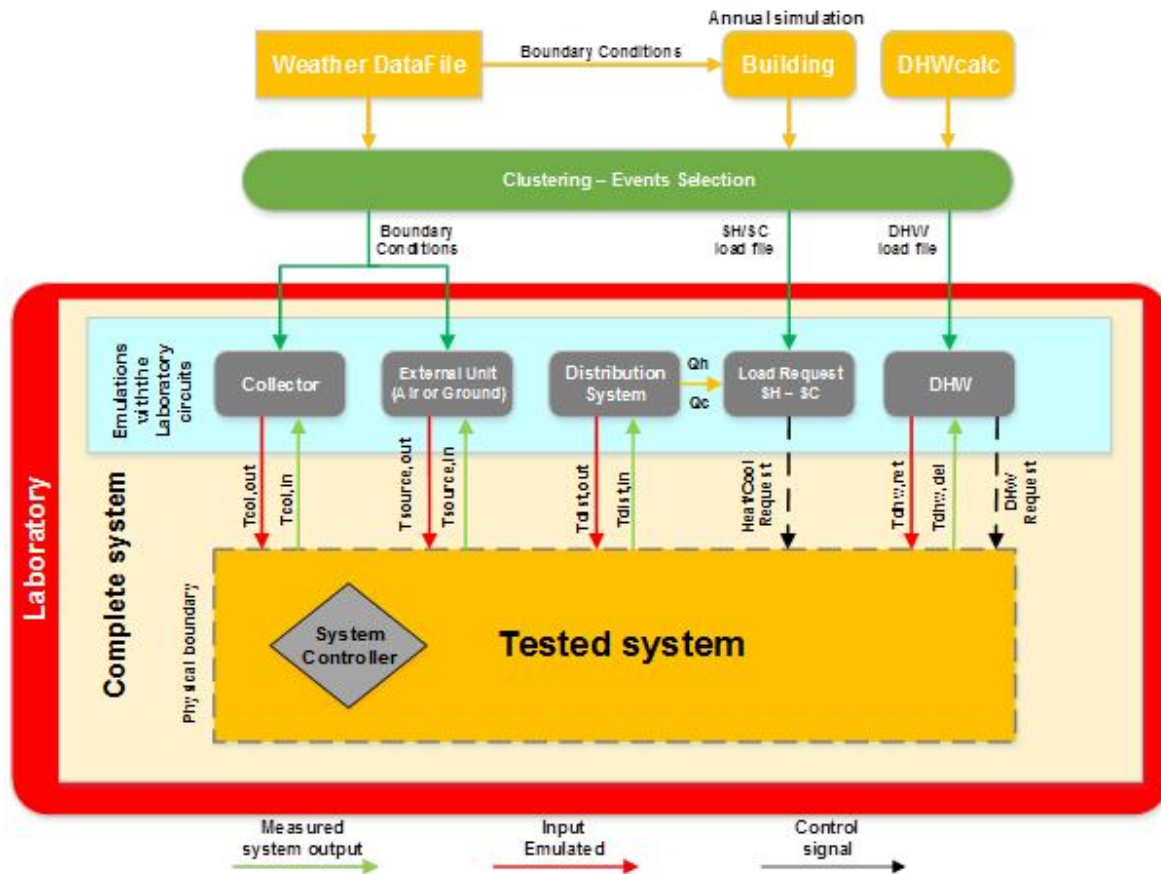 Annual simulation
Weather DataFile
Boundary Conditions
Building
DHWcalc
Clustering – Events Selection
Boundary
Conditions
SH/SC
load file
DHW
load file
Laboratory
Complete system
Emulations
with the
Laboratory
circuits
Collector
External Unit
(Air or Ground)
Distribution
System
Qh
Qc
Load Request
SH – SC
DHW
Tcol,out
Tcol,in
Tsource,out
Tsource,in
Tdist,out
Tdist,in
Heat/Cool
Request
Tdhw,ret
Tdhw,del
DHW
Request
Physical boundary
System
Controller
Tested system
Measured
system output
Input
Emulated
Control
signal